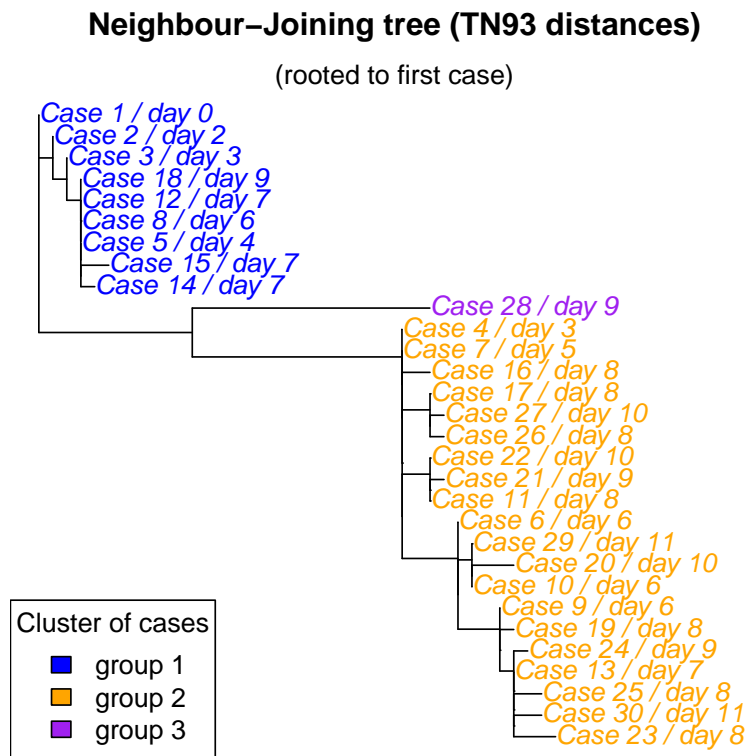 Neighbour−Joining tree (TN93 distances)
(rooted to first case)
Case 1 / day 0
Case 2 / day 2
Case 3 / day 3
Case 18 / day 9
Case 12 / day 7
Case 8 / day 6
Case 5 / day 4
Case 15 / day 7
Case 14 / day 7
Case 28 / day 9
Case 4 / day 3
Case 7 / day 5
Case 16 / day 8
Case 17 / day 8
Case 27 / day 10
Case 26 / day 8
Case 22 / day 10
Case 21 / day 9
Case 11 / day 8
Case 6 / day 6
Case 29 / day 11
Case 20 / day 10
Case 10 / day 6
Case 9 / day 6
Case 19 / day 8
Case 24 / day 9
Case 13 / day 7
Case 25 / day 8
Case 30 / day 11
Case 23 / day 8
Cluster of cases
group 1
group 2
group 3